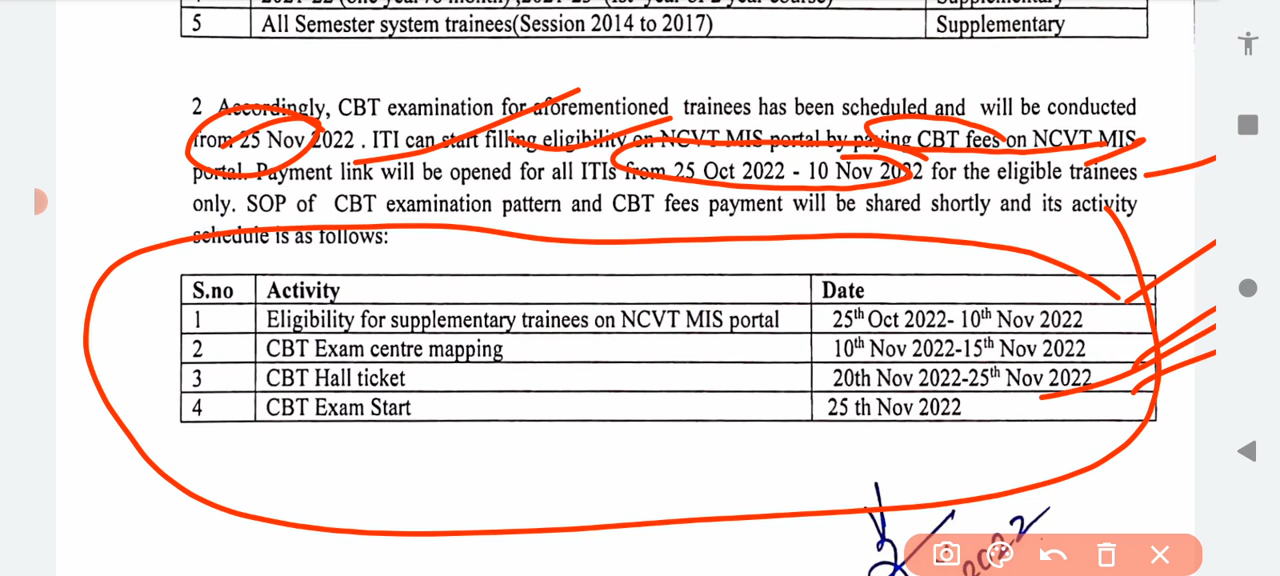 5 All Semester system trainees(Session 2014 to 2017) Supplementary
2 Accordingly, CBT examination for aforementioned trainees has been scheduled and will be conducted
from 25 Nov 2022 . ITI can start filling eligibility on NCVT MIS portal by paying CBT fees on NCVT MIS
portal. Payment link will be opened for all ITIs from 25 Oct 2022 - 10 Nov 2022 for the eligible trainees
only. SOP of CBT examination pattern and CBT fees payment will be shared shortly and its activity
schedule is as follows:
S.no Activity Date
1 Eligibility for supplementary trainees on NCVT MIS portal 25th Oct 2022- 10th Nov 2022
2 CBT Exam centre mapping 10th Nov 2022-15th Nov 2022
3 CBT Hall ticket 20th Nov 2022-25th Nov 2022
4 CBT Exam Start 25 th Nov 2022
2022